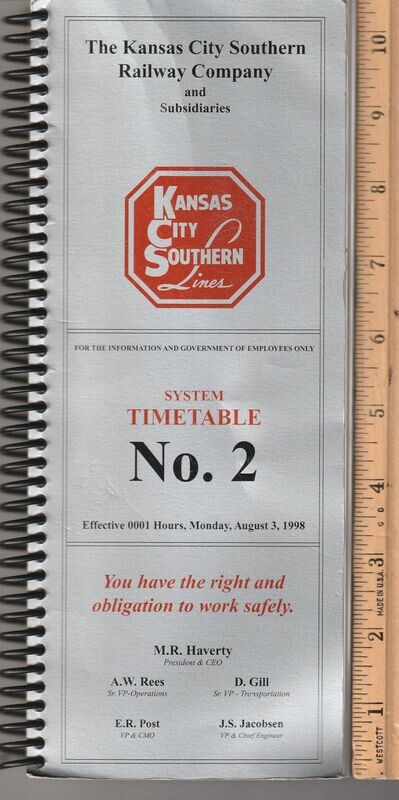 The Kansas City Southern
Railway Company
and
Subsidiaries
KANSAS
CITY
SOUTHERN
Lines
FOR THE INFORMATION AND GOVERNMENT OF EMPLOYEES ONLY
SYSTEM
TIMETABLE
No. 2
Effective 0001 Hours, Monday, August 3, 1998
You have the right and
obligation to work safely.
M.R. Haverty
President & CEO
A.W. Rees D. Gill
Sr. VP-Operations Sr. VP - Transportation
E.R. Post J.S. Jacobsen
VP & CMO VP & Chief Engineer
10
9
8
7
6
5
4
3
2
1
MADE IN U.S.A.
WESTCOTT